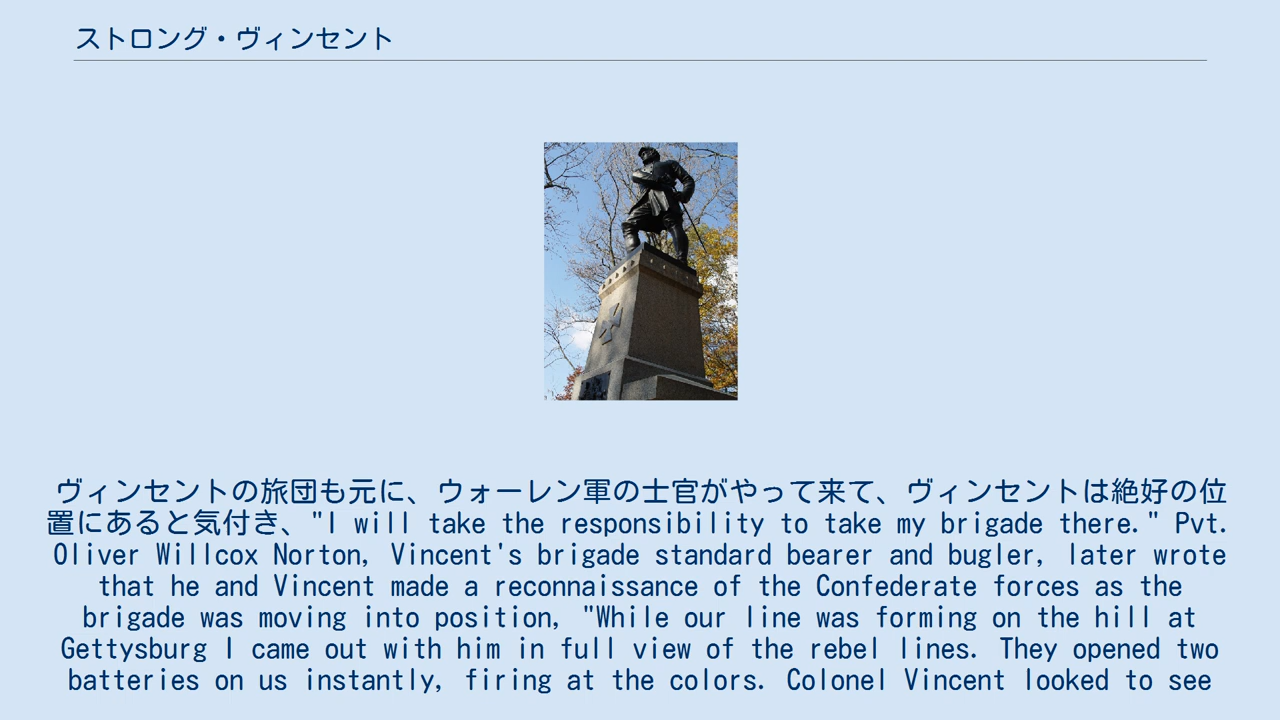 ストロング・ヴィンセント
ヴィンセントの旅団も元に、ウォーレン軍の士官がやって来て、ヴィンセントは絶好の位
置にあると気付き、"I will take the responsibility to take my brigade there." Pvt.
Oliver Willcox Norton, Vincent's brigade standard bearer and bugler, later wrote
that he and Vincent made a reconnaissance of the Confederate forces as the
brigade was moving into position, "While our line was forming on the hill at
Gettysburg I came out with him in full view of the rebel lines. They opened two
batteries on us instantly, firing at the colors. Colonel Vincent looked to see